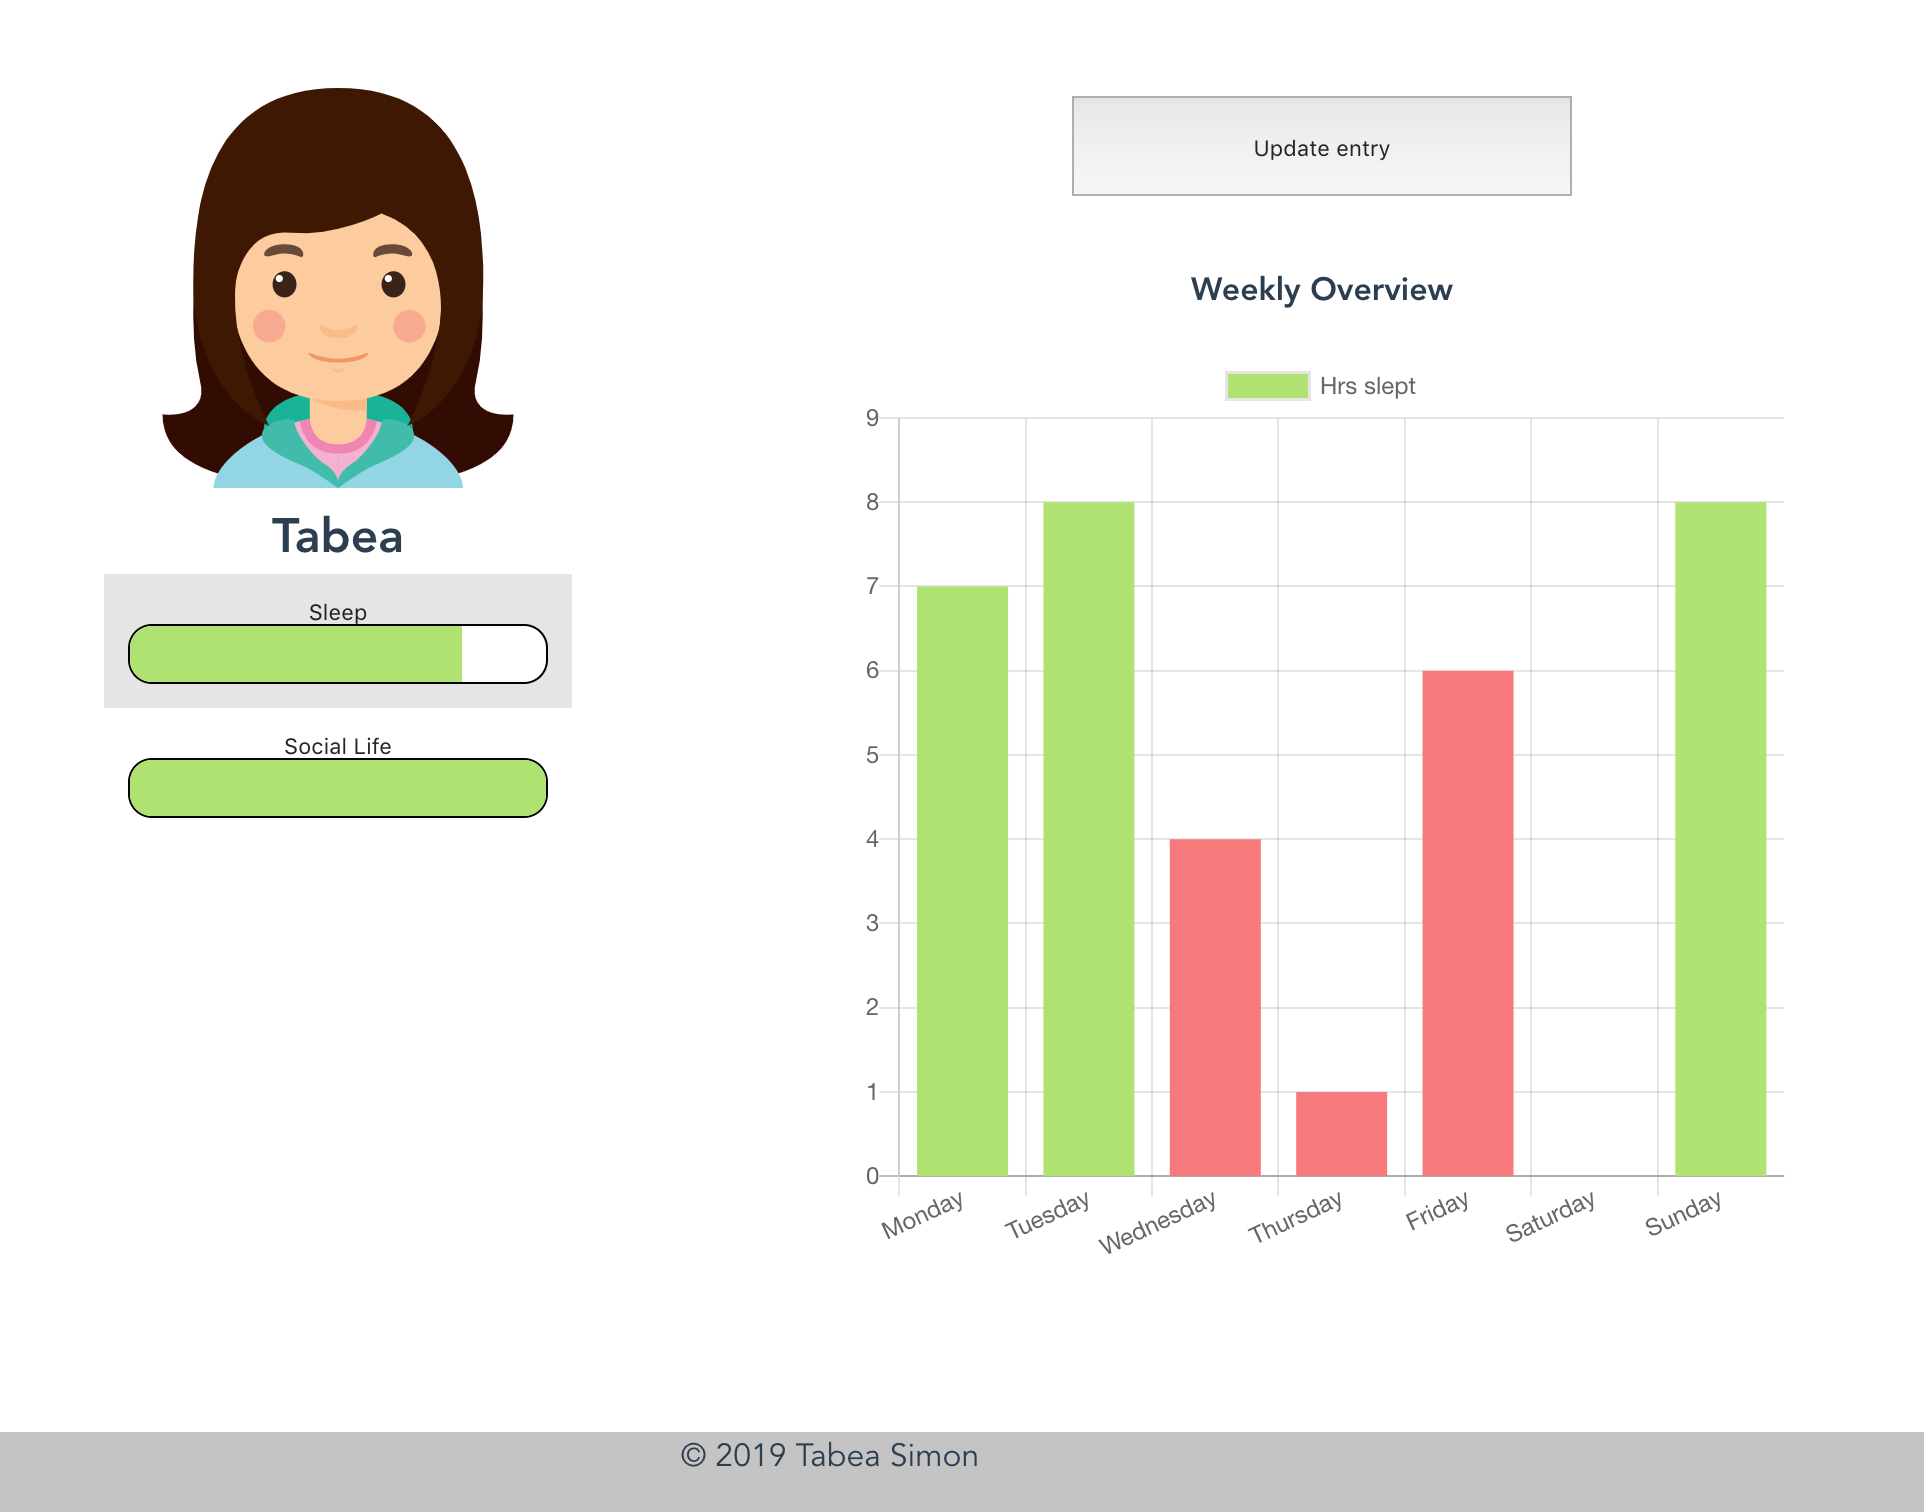 Tabea
Sleep
Social Life
Update entry
Weekly Overview
Hrs slept
9
8
7
6
5
4
3
2
1
0
Monday
Tuesday
Wednesday
Thursday
Friday
Saturday
Sunday
© 2019 Tabea Simon